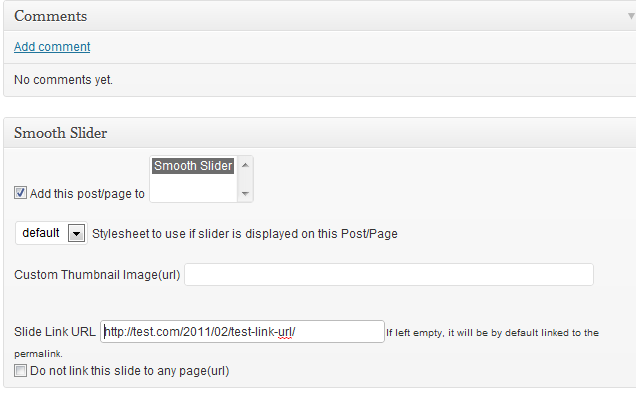 Comments
Add comment
No comments yet.
Smooth Slider
Smooth Slider
Add this post/page to
default Stylesheet to use if slider is displayed on this Post/Page
Custom Thumbnail Image(url)
Slide Link URL http://test.com/2011/02/test-link-url/ If left empty, it will be by default linked to the
permalink.
Do not link this slide to any page(url)